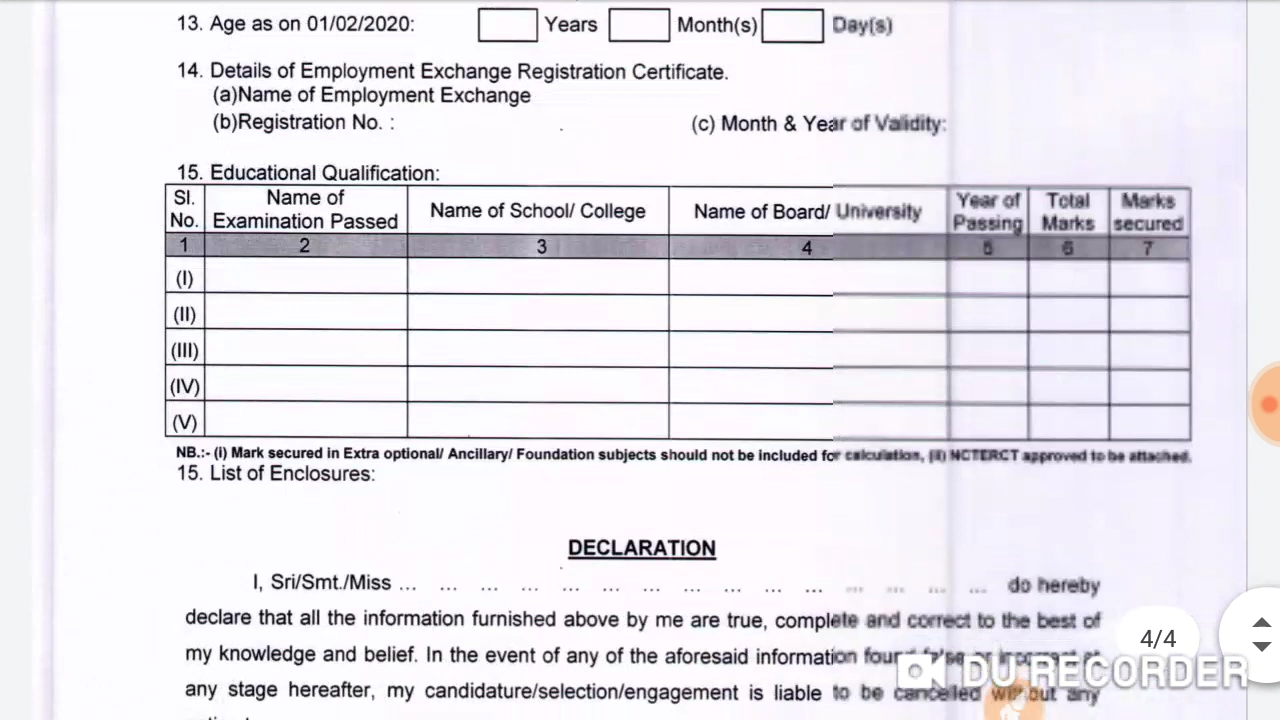 13. Age as on 01/02/2020: Years Month(s) Day(s)
14. Details of Employment Exchange Registration Certificate.
(a)Name of Employment Exchange
(b)Registration No. : (c) Month & Year of Validity:
15. Educational Qualification:
Sl. No. Name of Examination Passed Name of School/ College Name of Board/ University Year of Passing Total Marks Marks secured
1 2 3 4 5 6 7
(I)
(II)
(III)
(IV)
(V)
NB.:- (i) Mark secured in Extra optional/ Ancillary/ Foundation subjects should not be included for calculation, (ii) NCTERCT approved to be attached.
15. List of Enclosures:
DECLARATION
I, Sri/Smt./Miss ... ... ... ... ... ... ... ... ... ... ... ... ... ... ... do hereby
declare that all the information furnished above by me are true, complete and correct to the best of
my knowledge and belief. In the event of any of the aforesaid information found false or incorrect at
any stage hereafter, my candidature/selection/engagement is liable to be cancelled without any
4/4
DU RECORDER